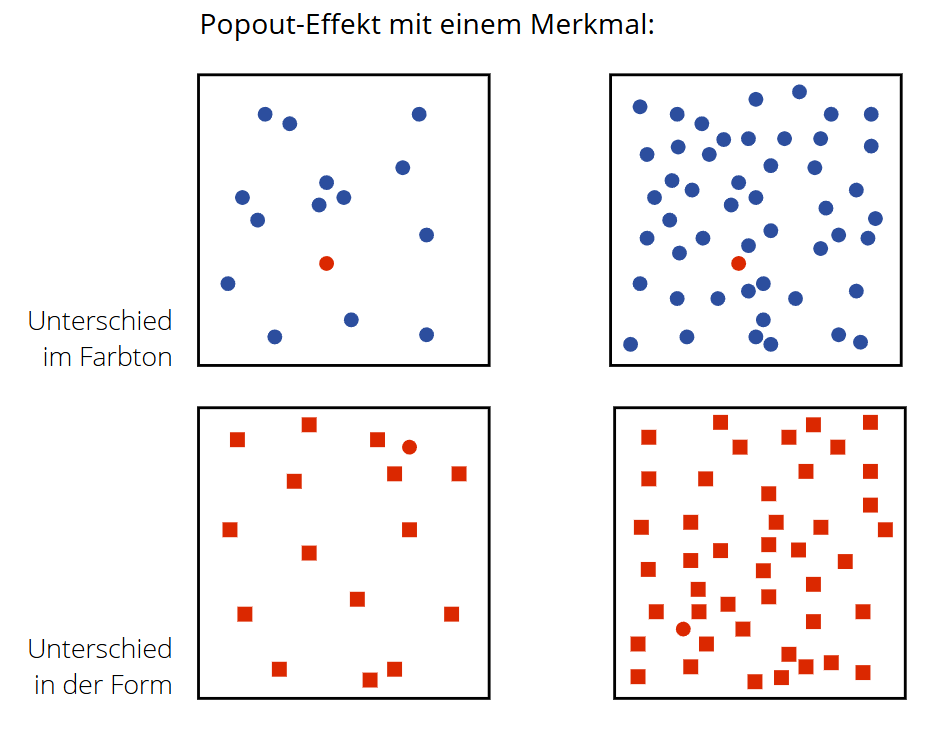 Popout-Effekt mit einem Merkmal:
Unterschied
im Farbton
Unterschied
in der Form